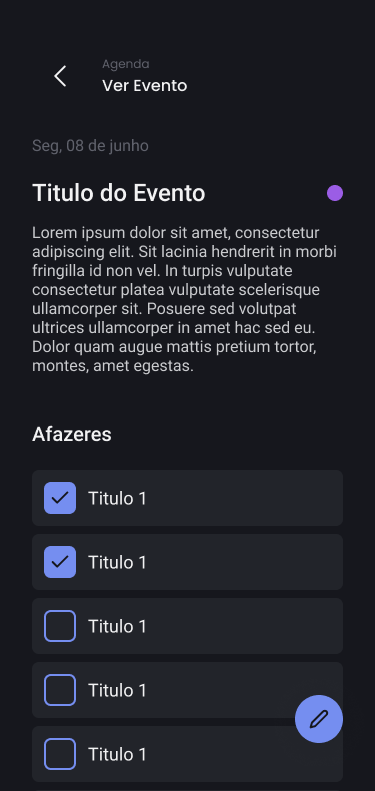 Agenda
Ver Evento
Seg, 08 de junho
Titulo do Evento
Lorem ipsum dolor sit amet, consectetur
adipiscing elit. Sit lacinia hendrerit in morbi
fringilla id non vel. In turpis vulputate
consectetur platea vulputate scelerisque
ullamcorper sit. Posuere sed volutpat
ultrices ullamcorper in amet hac sed eu.
Dolor quam augue mattis pretium tortor,
montes, amet egestas.
Afazeres
Titulo 1
Titulo 1
Titulo 1
Titulo 1
Titulo 1